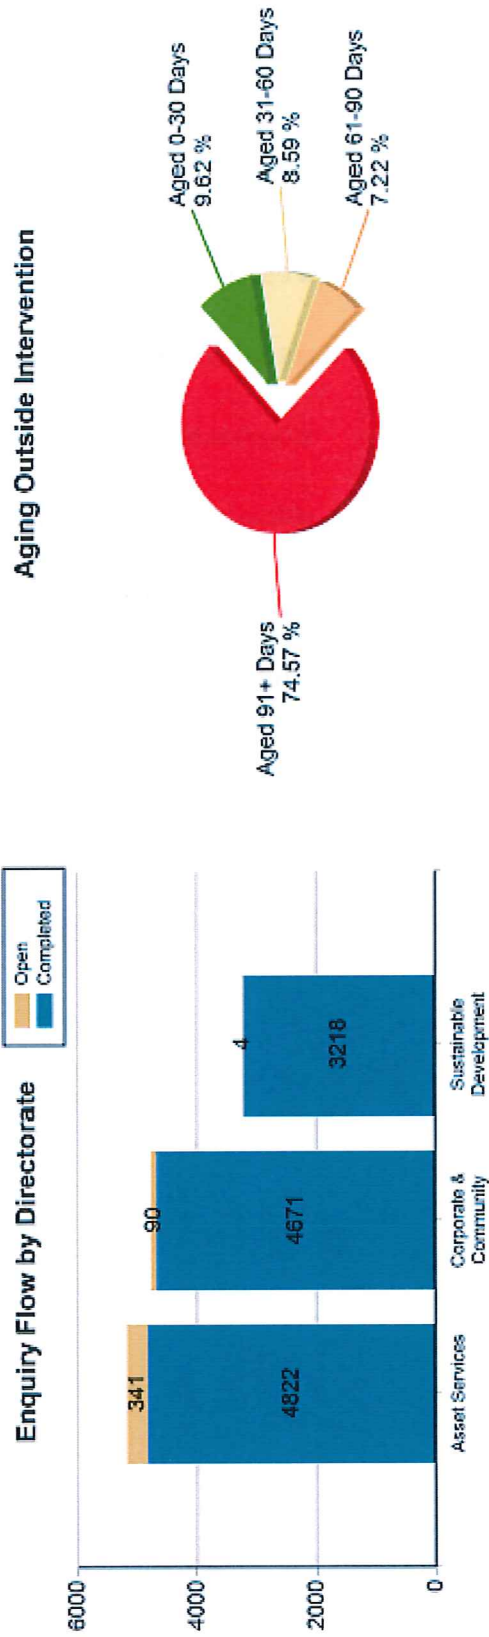 Enquiry Flow by Directorate
Open
Completed
6000
4000
2000
0
341
4822
90
4671
4
3218
Asset Services
Corporate &
Community
Sustainable
Development
Aging Outside Intervention
Aged 0-30 Days
9.62 %
Aged 31-60 Days
8.59 %
Aged 61-90 Days
7.22 %
Aged 91+ Days
74.57 %